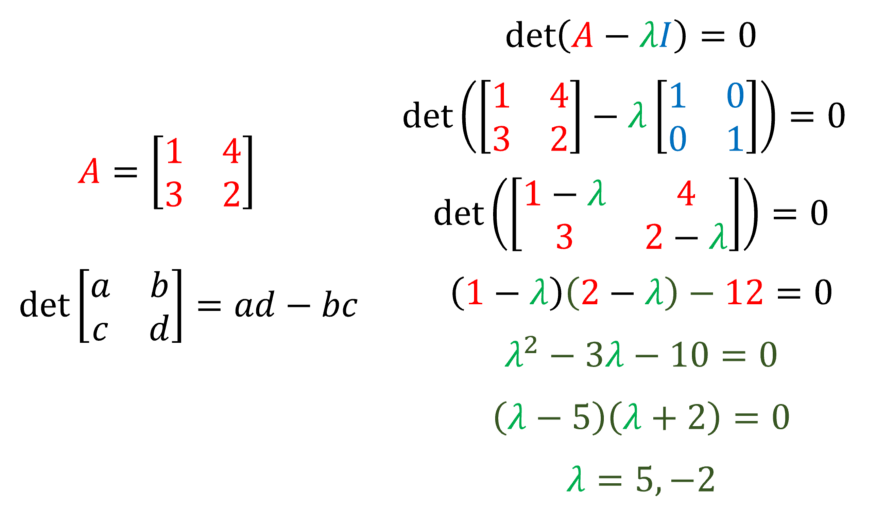 A = [1 4
3 2]
det[a b
c d] = ad − bc
det(A − λI) = 0
det([1 4
3 2] − λ[1 0
0 1]) = 0
det([1 − λ 4
3 2 − λ]) = 0
(1 − λ)(2 − λ) − 12 = 0
λ² − 3λ − 10 = 0
(λ − 5)(λ + 2) = 0
λ = 5, −2